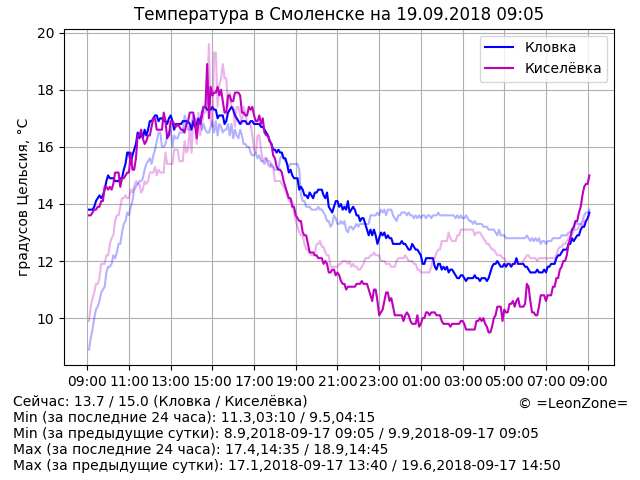 Температура в Смоленске на 19.09.2018 09:05
Кловка
Киселёвка
градусов Цельсия, °C
20
18
16
14
12
10
09:00 11:00 13:00 15:00 17:00 19:00 21:00 23:00 01:00 03:00 05:00 07:00 09:00
Сейчас: 13.7 / 15.0 (Кловка / Киселёвка)
© =LeonZone=
Min (за последние 24 часа): 11.3,03:10 / 9.5,04:15
Min (за предыдущие сутки): 8.9,2018-09-17 09:05 / 9.9,2018-09-17 09:05
Max (за последние 24 часа): 17.4,14:35 / 18.9,14:45
Max (за предыдущие сутки): 17.1,2018-09-17 13:40 / 19.6,2018-09-17 14:50